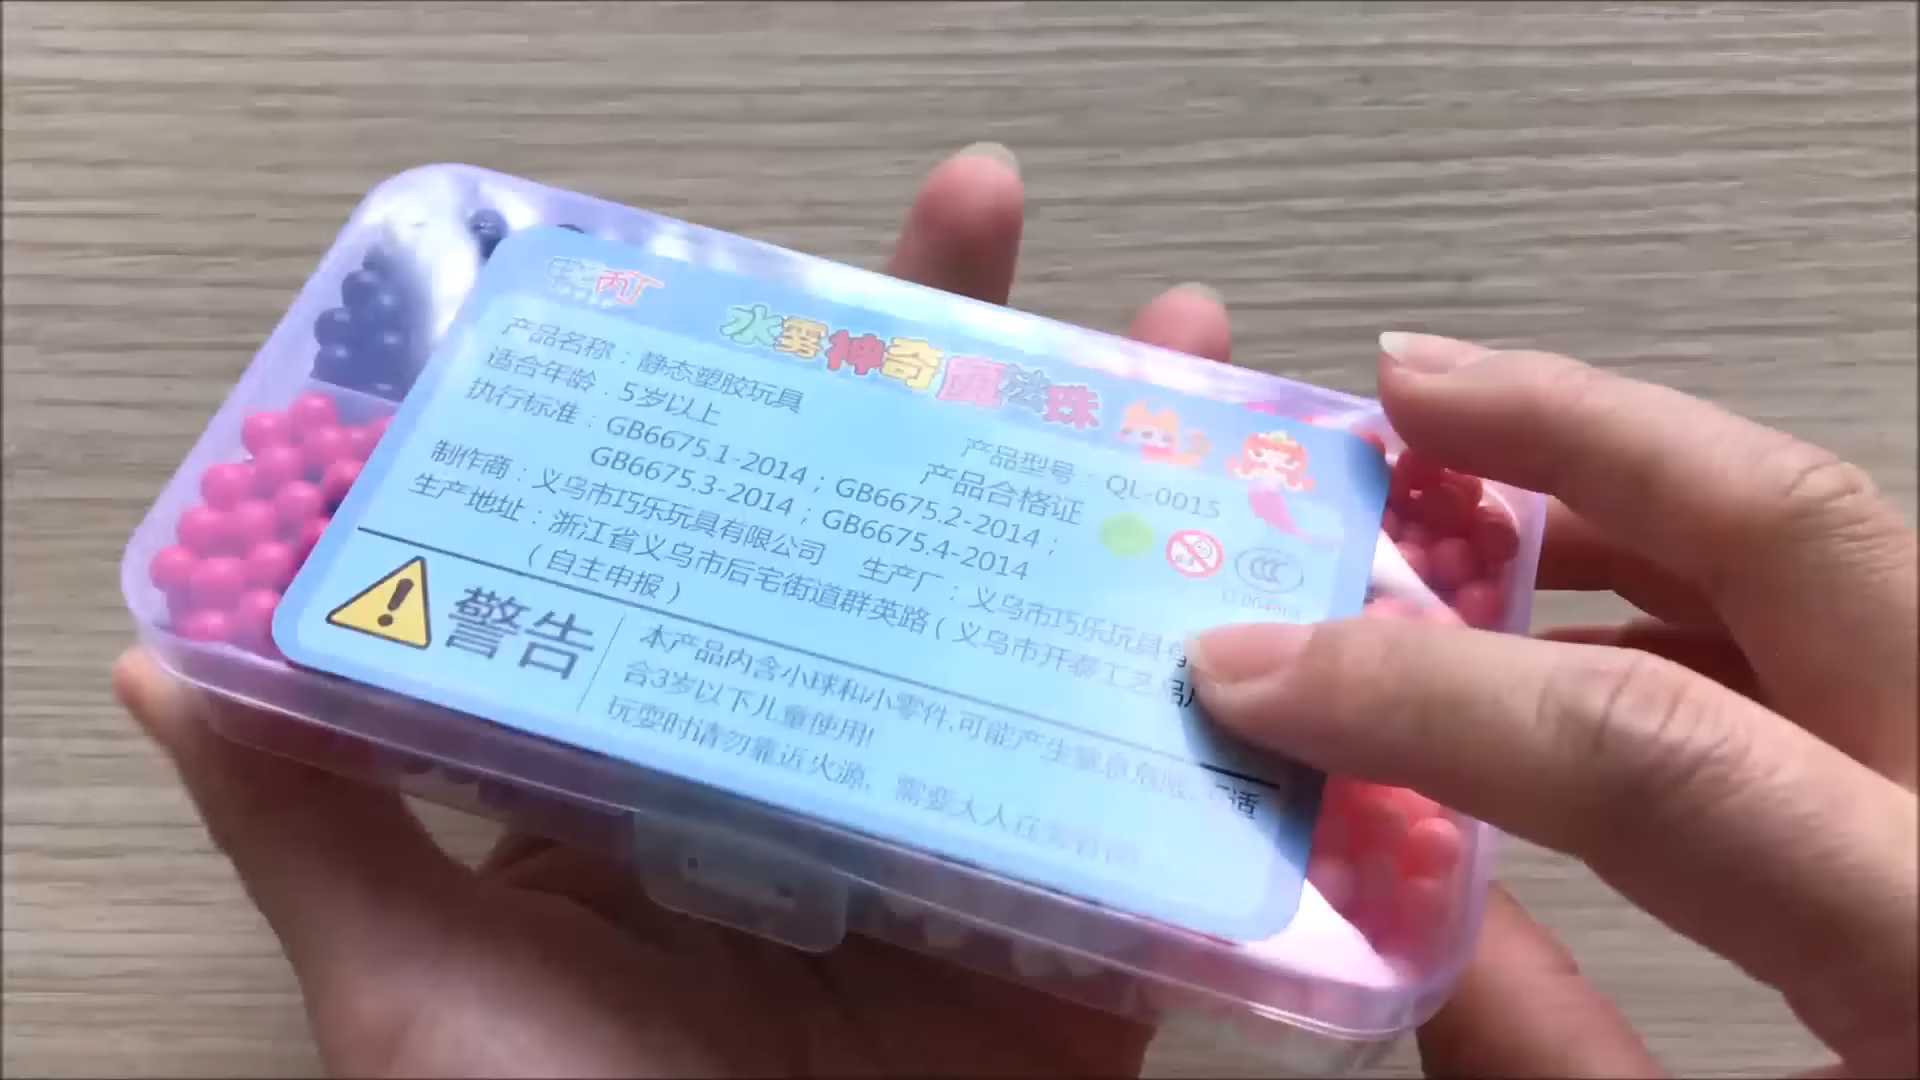 丙丁
水雾神奇魔法珠
产品名称：静态塑胶玩具
适合年龄：5岁以上
产品型号：QL-0015
执行标准：GB6675.1-2014；GB6675.2-2014；
产品合格证
GB6675.3-2014；GB6675.4-2014
制作商：义乌市巧乐玩具有限公司 生产厂：义乌市巧乐玩具有
生产地址：浙江省义乌市后宅街道群英路（义乌市开泰工艺品
（自主申报）
CCC
警告
本产品内含小球和小零件,可能产生窒息危险,不适
合3岁以下儿童使用!
玩耍时请勿靠近火源，需要大人在